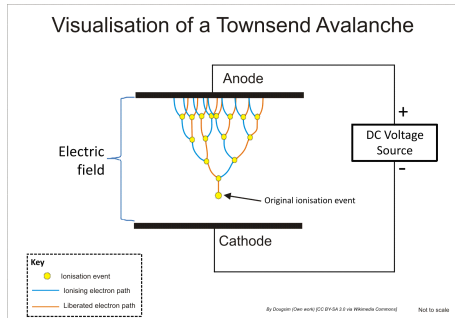 Visualisation of a Townsend Avalanche
Anode
+
DC Voltage
Source
-
Electric
field
Original ionisation event
Cathode
Key
Ionisation event
Ionising electron path
Liberated electron path
By Dougsim (Own work) [CC BY-SA 3.0 via Wikimedia Commons]
Not to scale